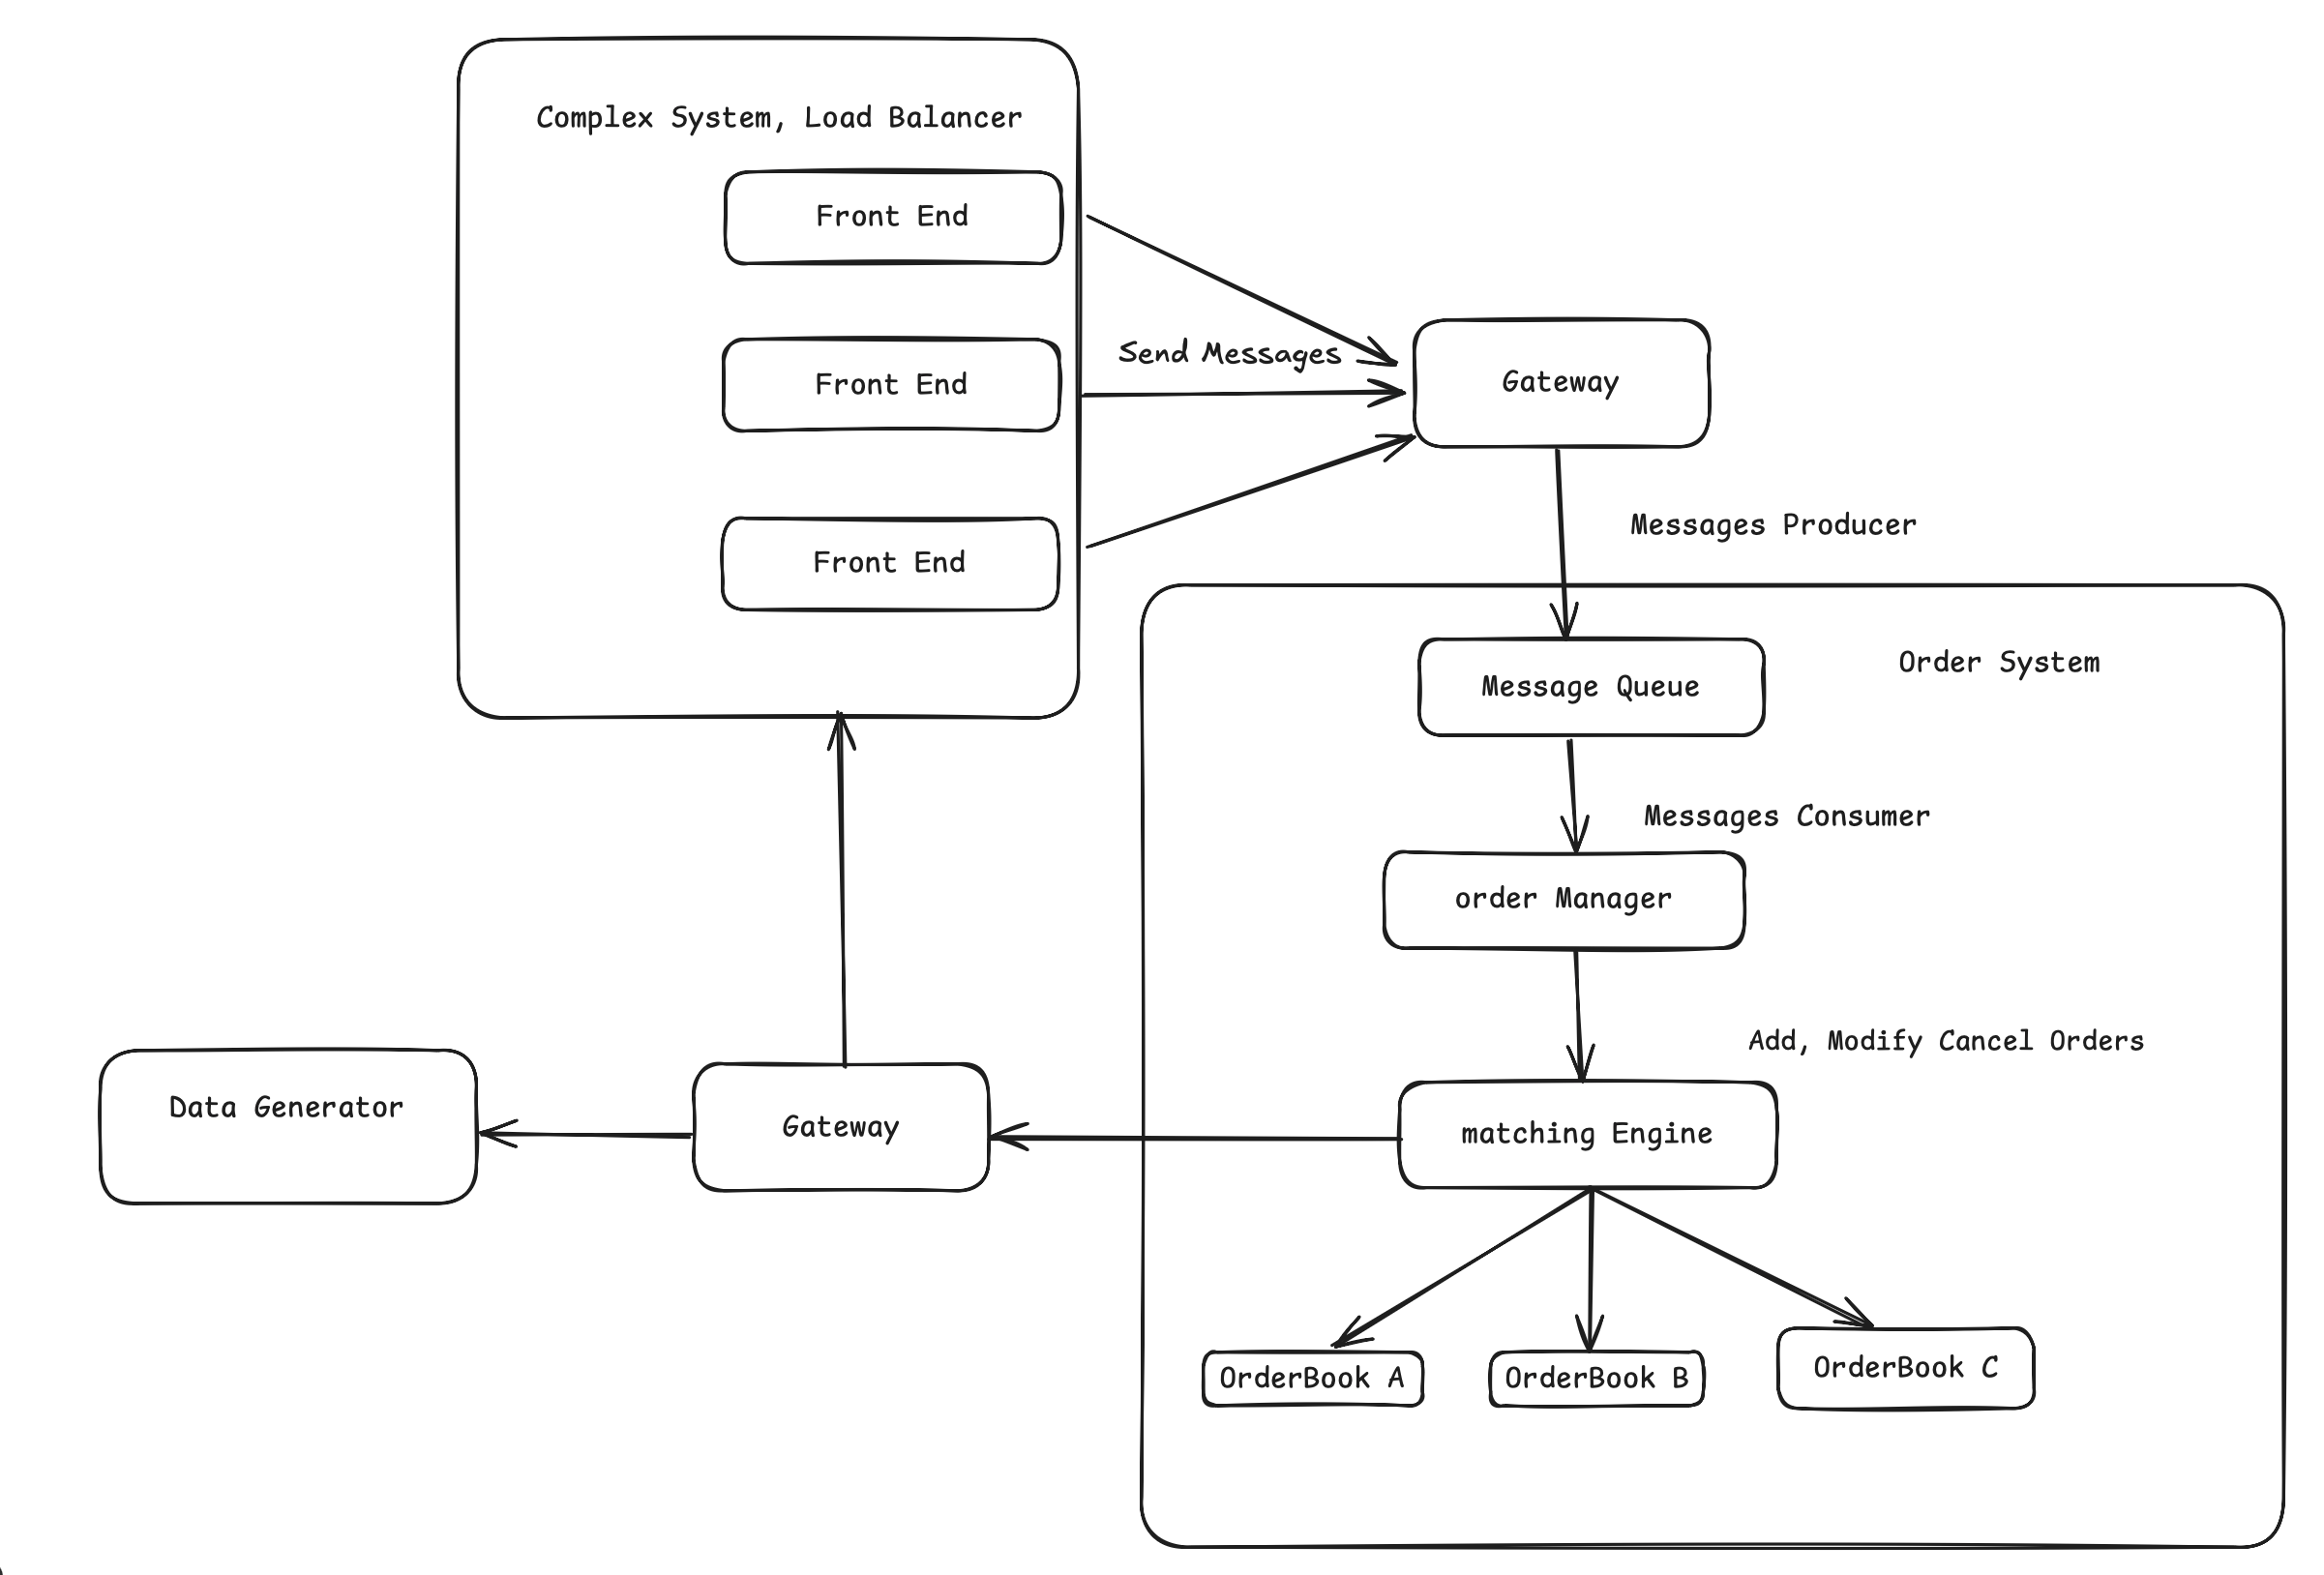 Complex System, Load Balancer
Front End
Front End
Front End
Send Messages
Gateway
Messages Producer
Order System
Message Queue
Messages Consumer
order Manager
Add, Modify Cancel Orders
matching Engine
Gateway
Data Generator
OrderBook A
OrderBook B
OrderBook C